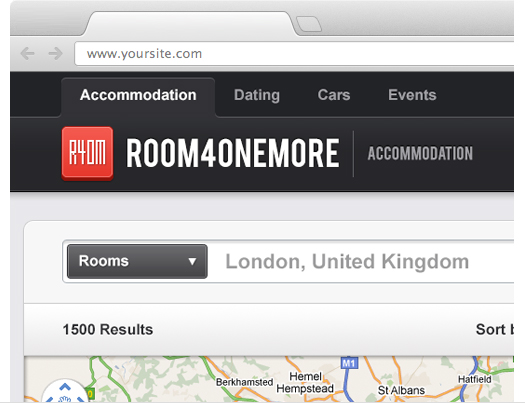 www.yoursite.com
Accommodation Dating Cars Events
R4OM ROOM4ONEMORE ACCOMMODATION
Rooms London, United Kingdom
1500 Results Sort
M1
Berkhamsted Hemel Hempstead St Albans Hatfield